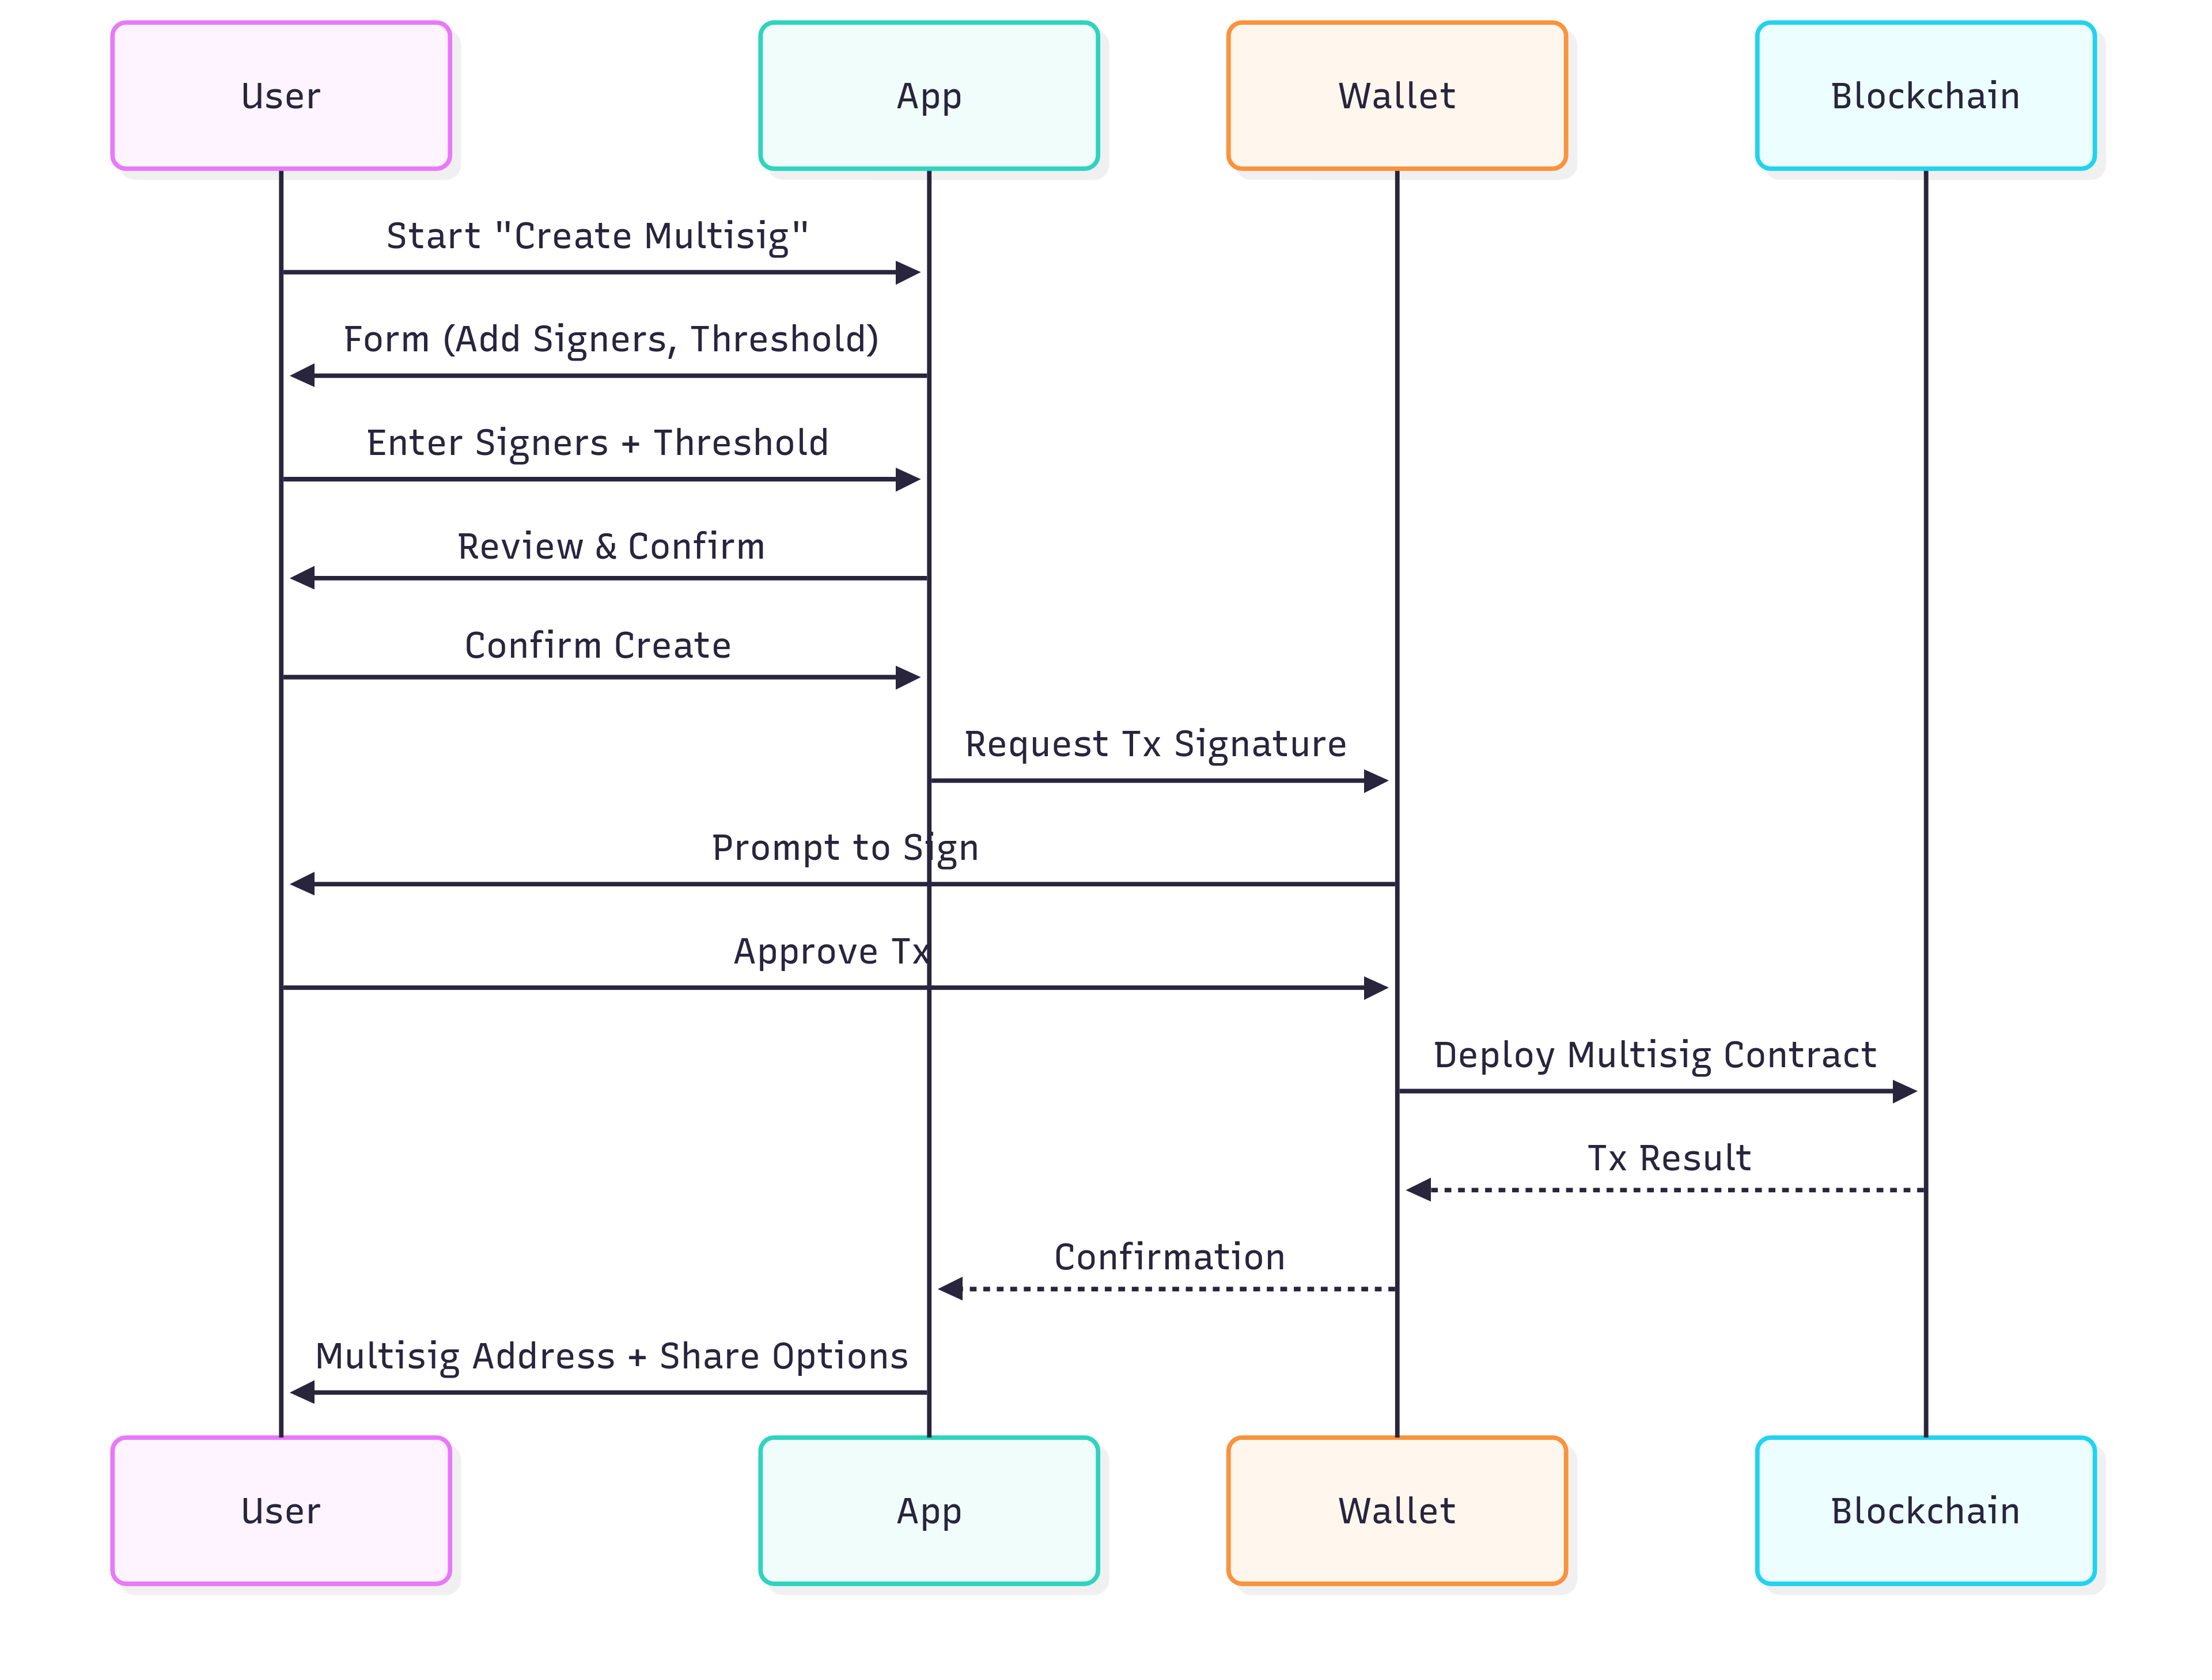 User
App
Wallet
Blockchain
Start "Create Multisig"
Form (Add Signers, Threshold)
Enter Signers + Threshold
Review & Confirm
Confirm Create
Request Tx Signature
Prompt to Sign
Approve Tx
Deploy Multisig Contract
Tx Result
Confirmation
Multisig Address + Share Options
User
App
Wallet
Blockchain